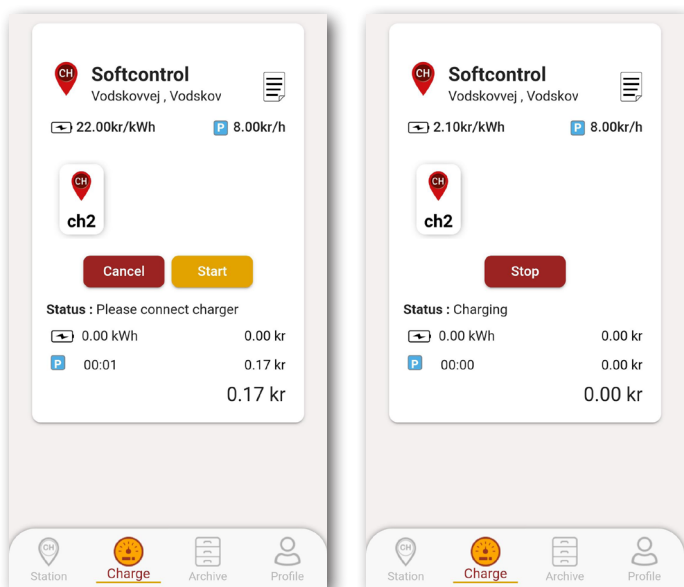 CH
Softcontrol
Vodskovvej , Vodskov
22.00kr/kWh
P 8.00kr/h
CH
ch2
Cancel
Start
Status : Please connect charger
0.00 kWh 0.00 kr
P 00:01 0.17 kr
0.17 kr
CH
Station
Charge
Archive
Profile
CH
Softcontrol
Vodskovvej , Vodskov
2.10kr/kWh
P 8.00kr/h
CH
ch2
Stop
Status : Charging
0.00 kWh 0.00 kr
P 00:00 0.00 kr
0.00 kr
CH
Station
Charge
Archive
Profile